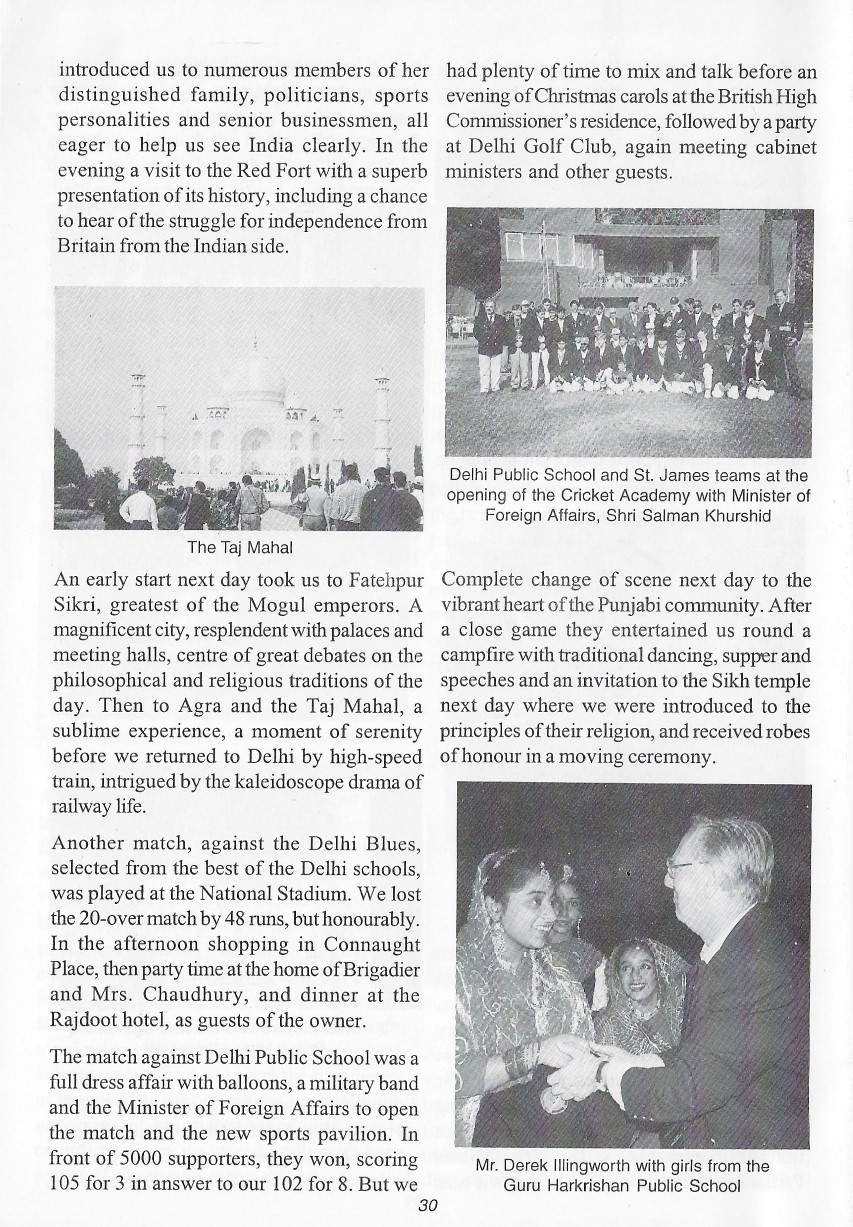 introduced us to numerous members of her
distinguished family, politicians, sports
personalities and senior businessmen, all
eager to help us see India clearly. In the
evening a visit to the Red Fort with a superb
presentation of its history, including a chance
to hear of the struggle for independence from
Britain from the Indian side.
The Taj Mahal
An early start next day took us to Fatehpur
Sikri, greatest of the Mogul emperors. A
magnificent city, resplendent with palaces and
meeting halls, centre of great debates on the
philosophical and religious traditions of the
day. Then to Agra and the Taj Mahal, a
sublime experience, a moment of serenity
before we returned to Delhi by high-speed
train, intrigued by the kaleidoscope drama of
railway life.
Another match, against the Delhi Blues,
selected from the best of the Delhi schools,
was played at the National Stadium. We lost
the 20-over match by 48 runs, but honourably.
In the afternoon shopping in Connaught
Place, then party time at the home of Brigadier
and Mrs. Chaudhury, and dinner at the
Rajdoot hotel, as guests of the owner.
The match against Delhi Public School was a
full dress affair with balloons, a military band
and the Minister of Foreign Affairs to open
the match and the new sports pavilion. In
front of 5000 supporters, they won, scoring
105 for 3 in answer to our 102 for 8. But we
had plenty of time to mix and talk before an
evening of Christmas carols at the British High
Commissioner's residence, followed by a party
at Delhi Golf Club, again meeting cabinet
ministers and other guests.
Delhi Public School and St. James teams at the
opening of the Cricket Academy with Minister of
Foreign Affairs, Shri Salman Khurshid
Complete change of scene next day to the
vibrant heart of the Punjabi community. After
a close game they entertained us round a
campfire with traditional dancing, supper and
speeches and an invitation to the Sikh temple
next day where we were introduced to the
principles of their religion, and received robes
of honour in a moving ceremony.
Mr. Derek Illingworth with girls from the
Guru Harkrishan Public School
30